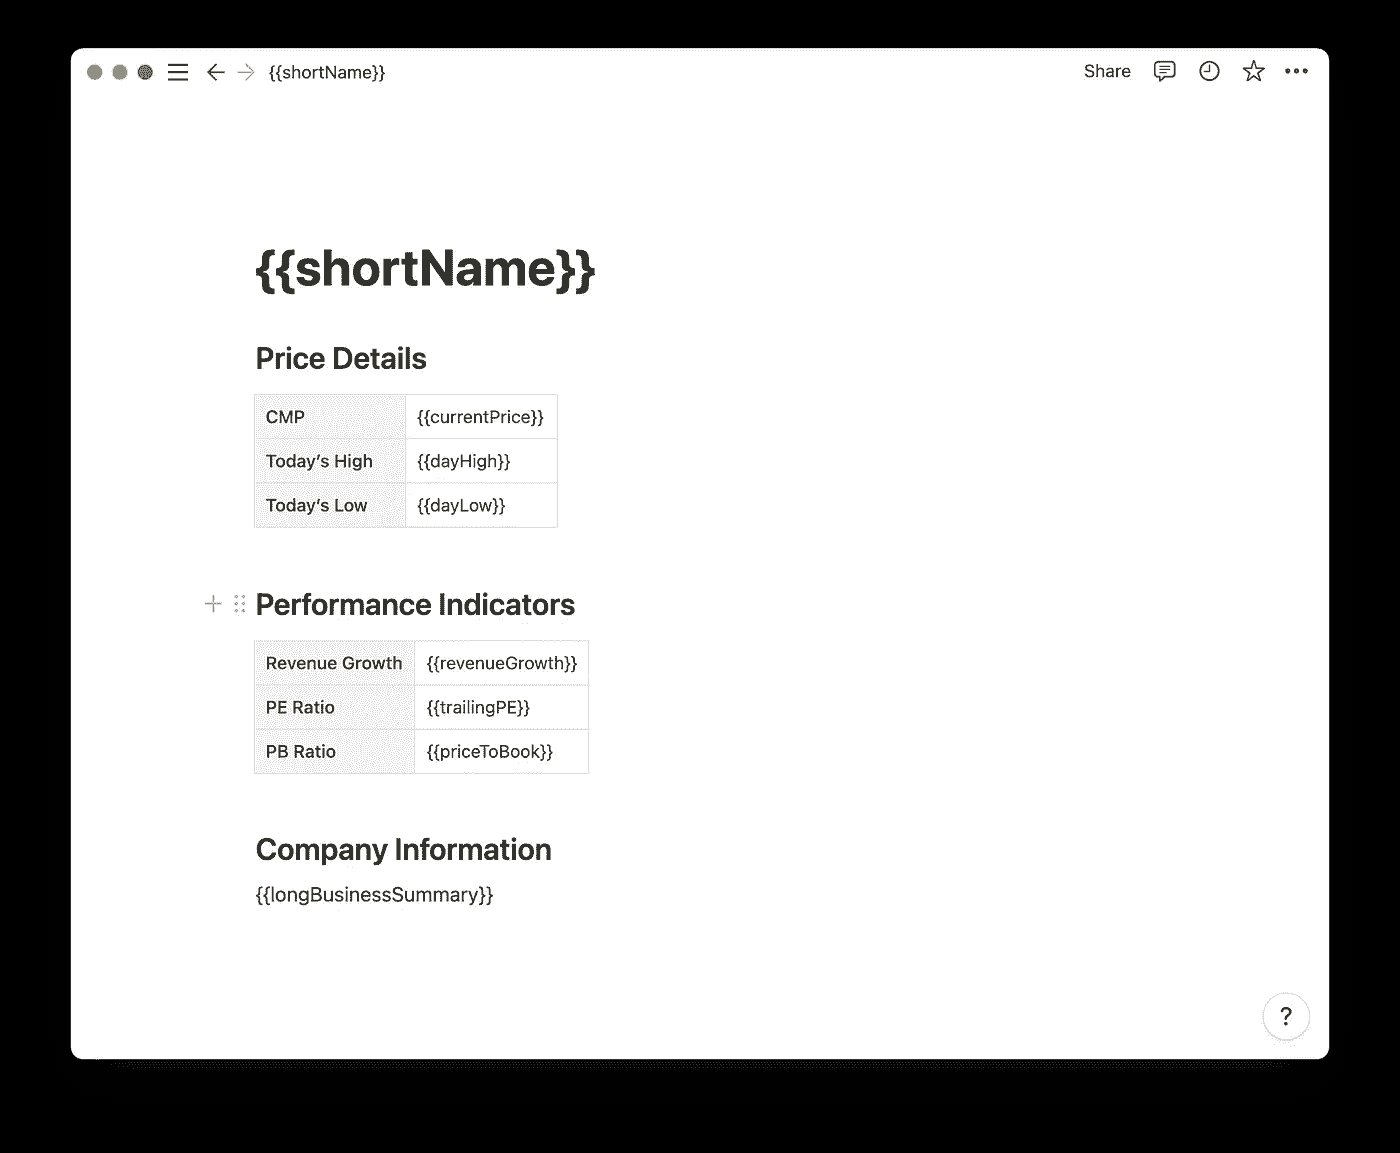 {{shortName}} Share
{{shortName}}
Price Details
CMP {{currentPrice}}
Today’s High {{dayHigh}}
Today’s Low {{dayLow}}
Performance Indicators
Revenue Growth {{revenueGrowth}}
PE Ratio {{trailingPE}}
PB Ratio {{priceToBook}}
Company Information
{{longBusinessSummary}}
?